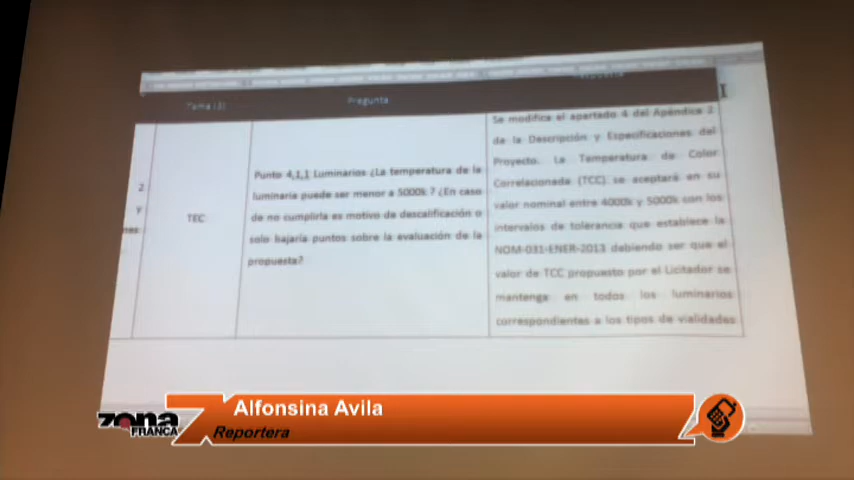 Tema (3)
Pregunta
Respuesta
2
y
nes
TEC
Punto 4,1,1 Luminarios ¿La temperatura de la
luminaria puede ser menor a 5000k ? ¿En caso
de no cumplirla es motivo de descalificación o
solo bajaría puntos sobre la evaluación de la
propuesta?
Se modifica el apartado 4 del Apéndice 2
de la Descripción y Especificaciones del
Proyecto. La Temperatura de Color
Correlacionada (TCC) se aceptará en su
valor nominal entre 4000k y 5000k con los
intervalos de tolerancia que establece la
NOM-031-ENER-2013 debiendo ser que el
valor de TCC propuesto por el Licitador se
mantenga en todos los luminarios
correspondientes a los tipos de vialidades
Alfonsina Avila
Reportera
zona
FRANCA